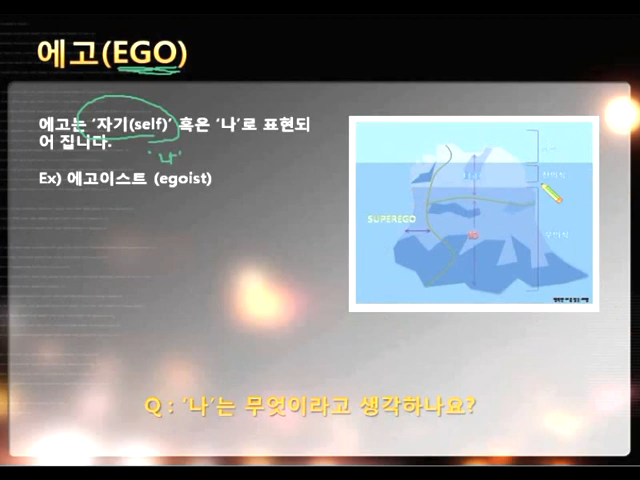 에고(EGO)
에고는 '자기(self)' 혹은 '나'로 표현되
어 집니다.
'나'
Ex) 에고이스트 (egoist)
SUPEREGO
Q : '나'는 무엇이라고 생각하나요?